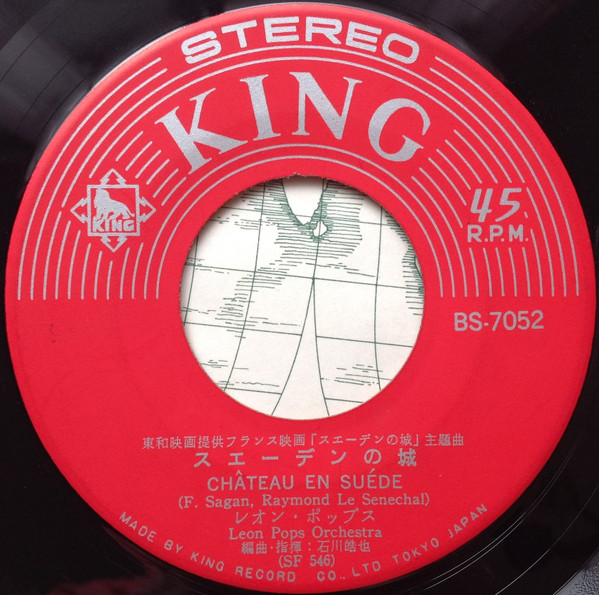 STEREO
KING
KING
45
R.P.M.
BS-7052
東和映画提供フランス映画「スエーデンの城」主題曲
スエーデンの城
CHÂTEAU EN SUÉDE
(F. Sagan, Raymond Le Senechal)
レオン・ポップス
Leon Pops Orchestra
編曲・指揮：石川皓也
(SF 546)
MADE BY KING RECORD CO., LTD TOKYO JAPAN